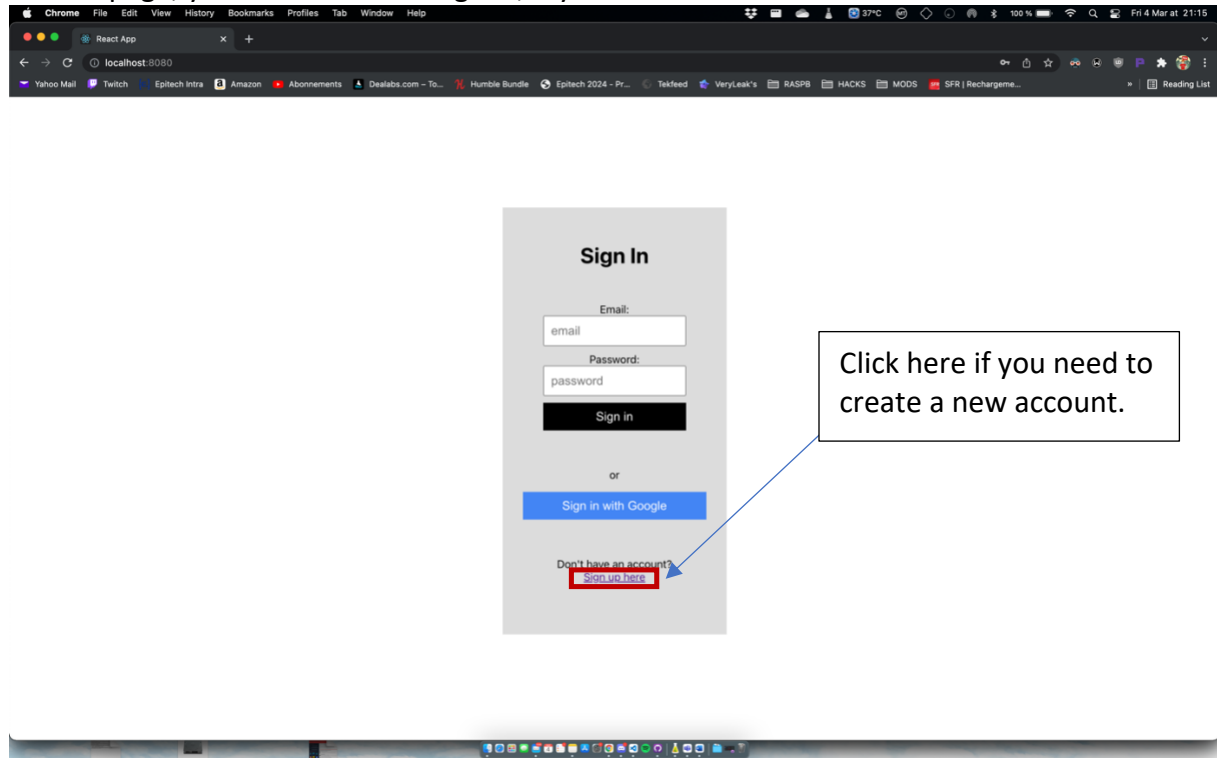 Chrome File Edit View History Bookmarks Profiles Tab Window Help 37°C 100 % Fri 4 Mar at 21:15
React App
localhost:8080
Yahoo Mail Twitch Epitech Intra Amazon Abonnements Dealabs.com – To... Humble Bundle Epitech 2024 - Pr... Tekfeed VeryLeak's RASPB HACKS MODS SFR | Rechargeme... » Reading List
Sign In
Email:
email
Password:
password
Sign in
or
Sign in with Google
Don't have an account?
Sign up here
Click here if you need to
create a new account.